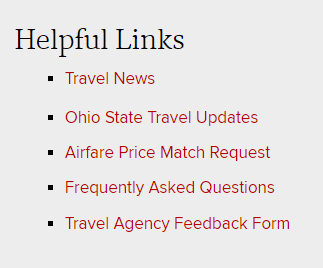 Helpful Links
Travel News
Ohio State Travel Updates
Airfare Price Match Request
Frequently Asked Questions
Travel Agency Feedback Form